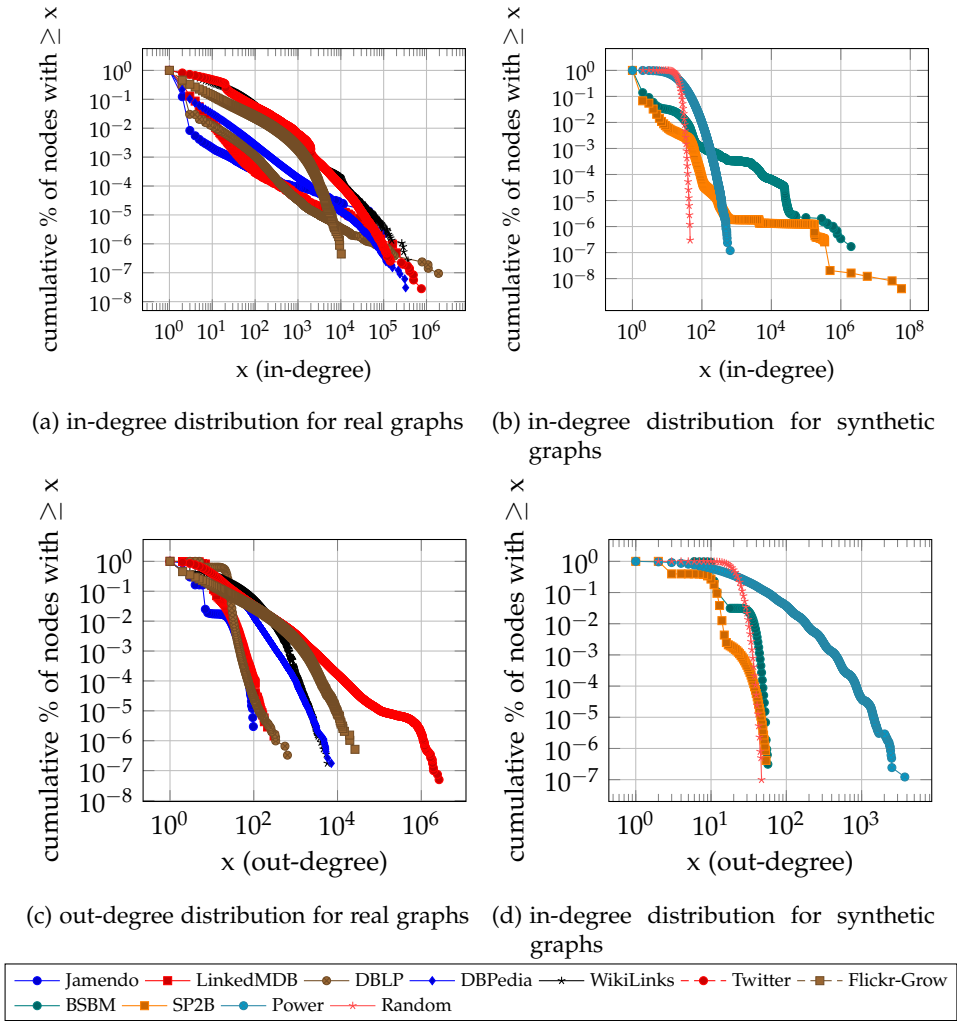 cumulative % of nodes with ≥ x
10^0
10^-1
10^-2
10^-3
10^-4
10^-5
10^-6
10^-7
10^-8
10^0 10^1 10^2 10^3 10^4 10^5 10^6
x (in-degree)
(a) in-degree distribution for real graphs
cumulative % of nodes with ≥ x
10^0
10^-1
10^-2
10^-3
10^-4
10^-5
10^-6
10^-7
10^-8
10^0 10^2 10^4 10^6 10^8
x (in-degree)
(b) in-degree distribution for synthetic
graphs
cumulative % of nodes with ≥ x
10^0
10^-1
10^-2
10^-3
10^-4
10^-5
10^-6
10^-7
10^-8
10^0 10^2 10^4 10^6
x (out-degree)
(c) out-degree distribution for real graphs
cumulative % of nodes with ≥ x
10^0
10^-1
10^-2
10^-3
10^-4
10^-5
10^-6
10^-7
10^0 10^1 10^2 10^3
x (out-degree)
(d) in-degree distribution for synthetic
graphs
Jamendo LinkedMDB DBLP DBPedia WikiLinks Twitter Flickr-Grow
BSBM SP2B Power Random